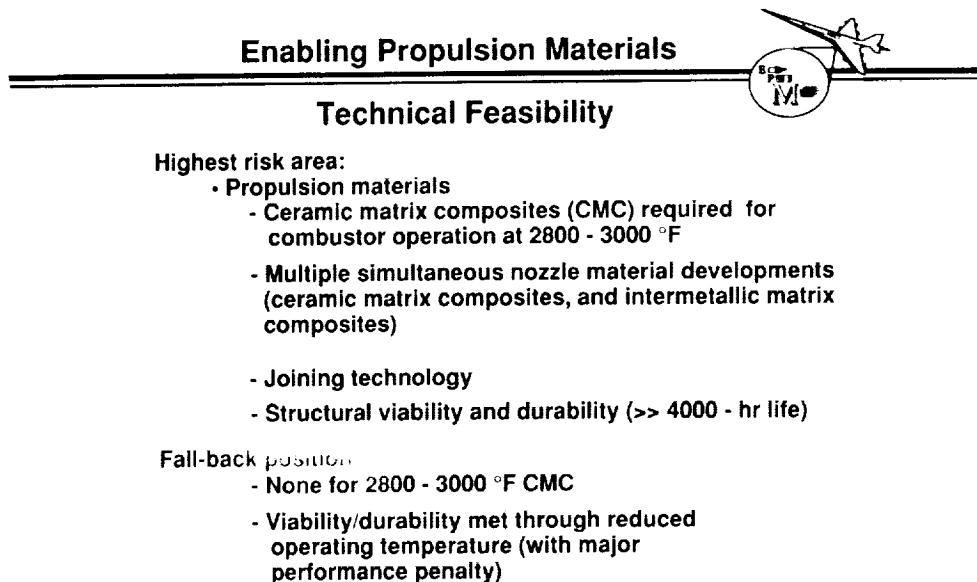 Enabling Propulsion Materials
E
P
M
Technical Feasibility
Highest risk area:
• Propulsion materials
- Ceramic matrix composites (CMC) required for
combustor operation at 2800 - 3000 °F
- Multiple simultaneous nozzle material developments
(ceramic matrix composites, and intermetallic matrix
composites)
- Joining technology
- Structural viability and durability (>> 4000 - hr life)
Fall-back position
- None for 2800 - 3000 °F CMC
- Viability/durability met through reduced
operating temperature (with major
performance penalty)